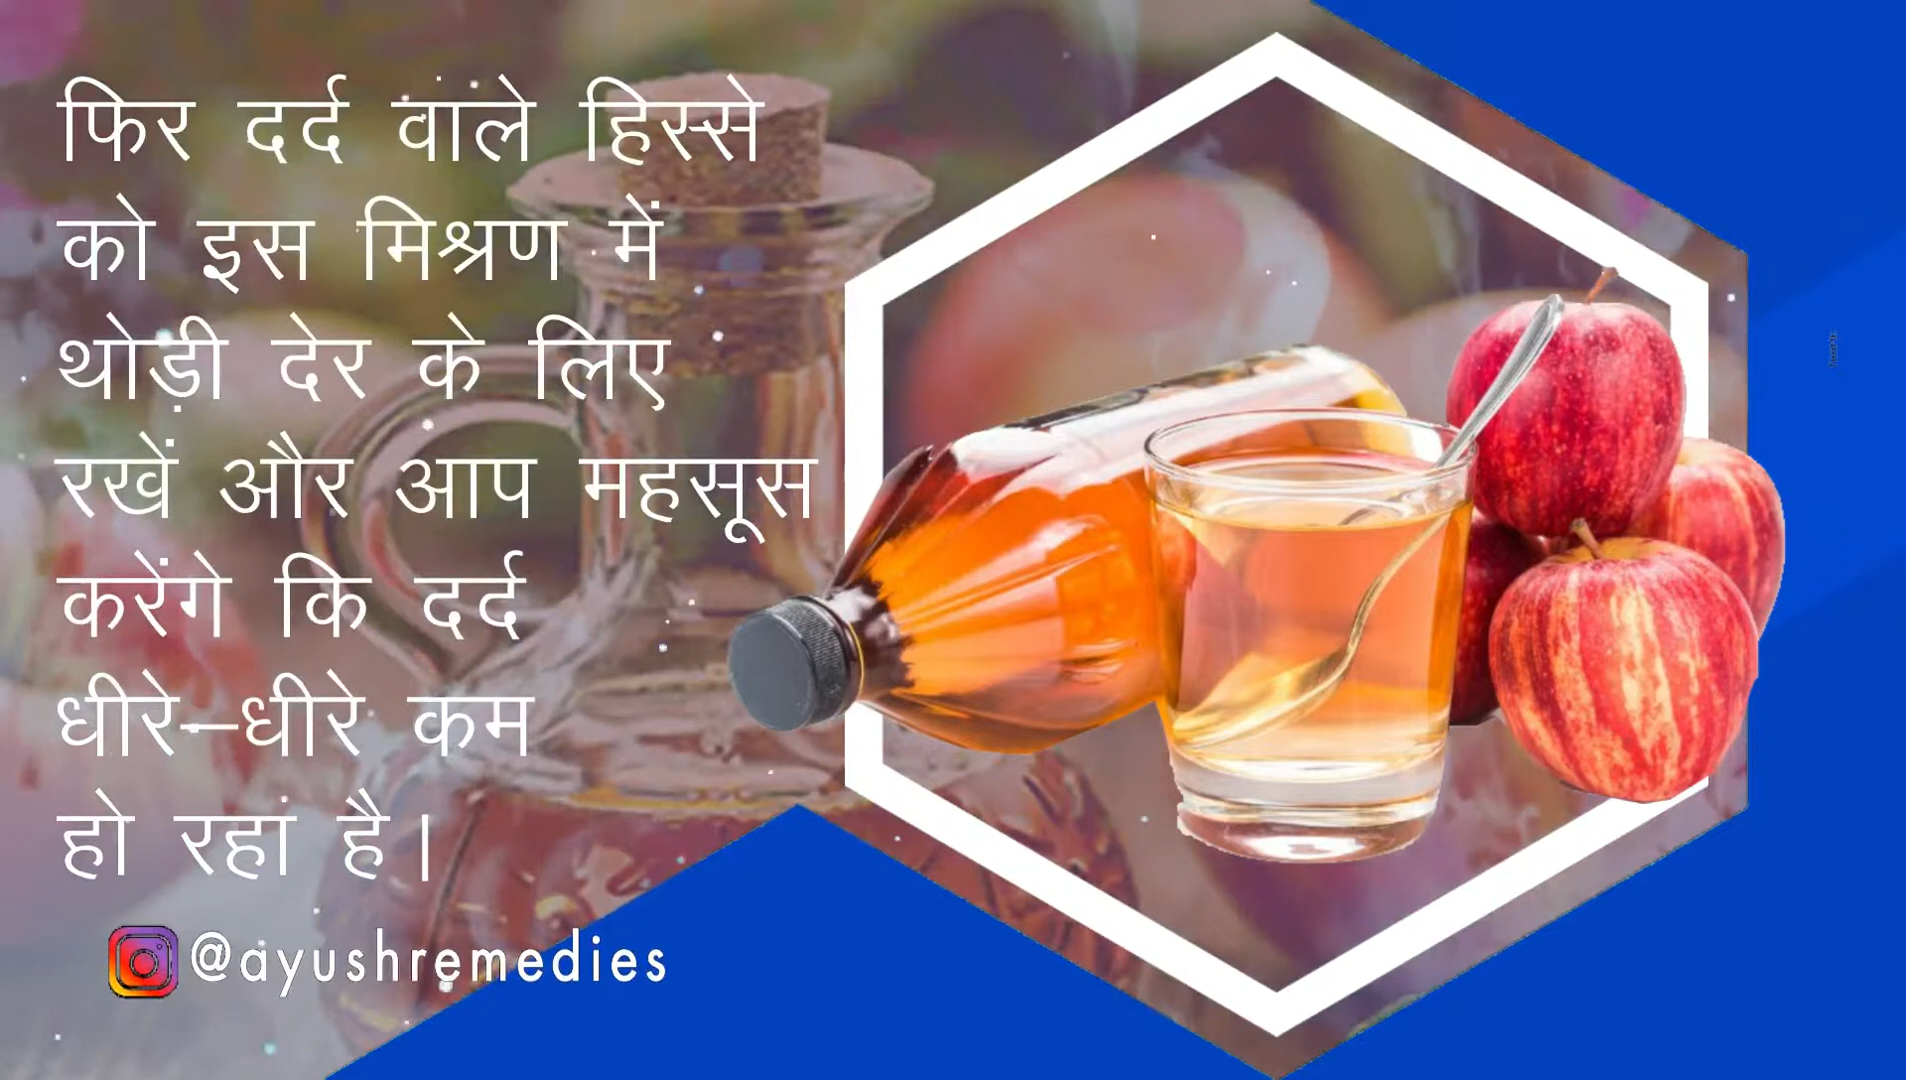 फिर दर्द वाले हिस्से
को इस मिश्रण में
थोड़ी देर के लिए
रखें और आप महसूस
करेंगे कि दर्द
धीरे–धीरे कम
हो रहा है।
@ayushremedies